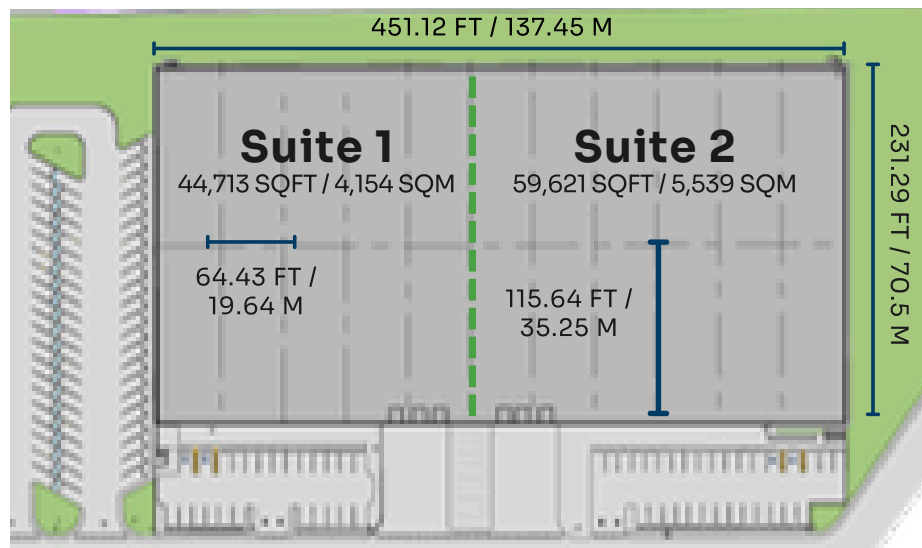 451.12 FT / 137.45 M
Suite 1
44,713 SQFT / 4,154 SQM
Suite 2
59,621 SQFT / 5,539 SQM
231.29 FT / 70.5 M
64.43 FT /
19.64 M
115.64 FT /
35.25 M